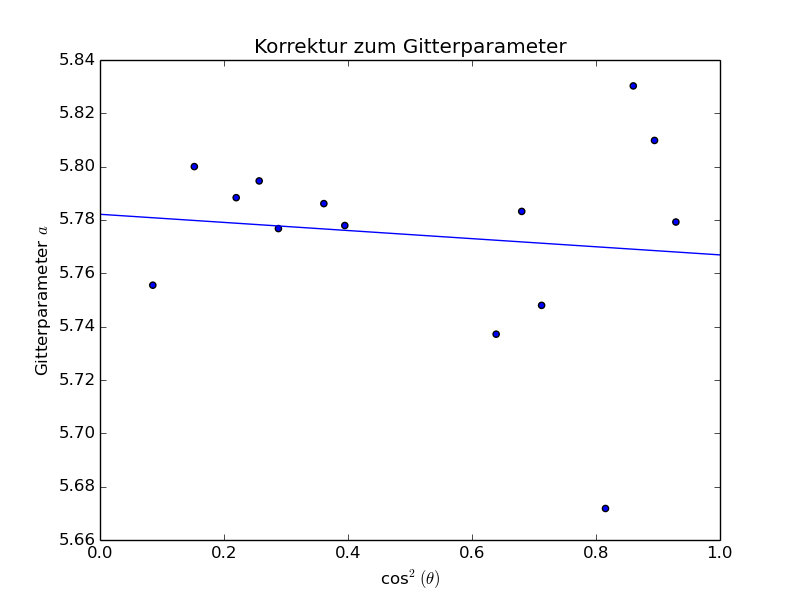 Korrektur zum Gitterparameter
5.84
5.82
5.80
5.78
5.76
5.74
5.72
5.70
5.68
5.66
Gitterparameter a
0.0 0.2 0.4 0.6 0.8 1.0
cos² (θ)